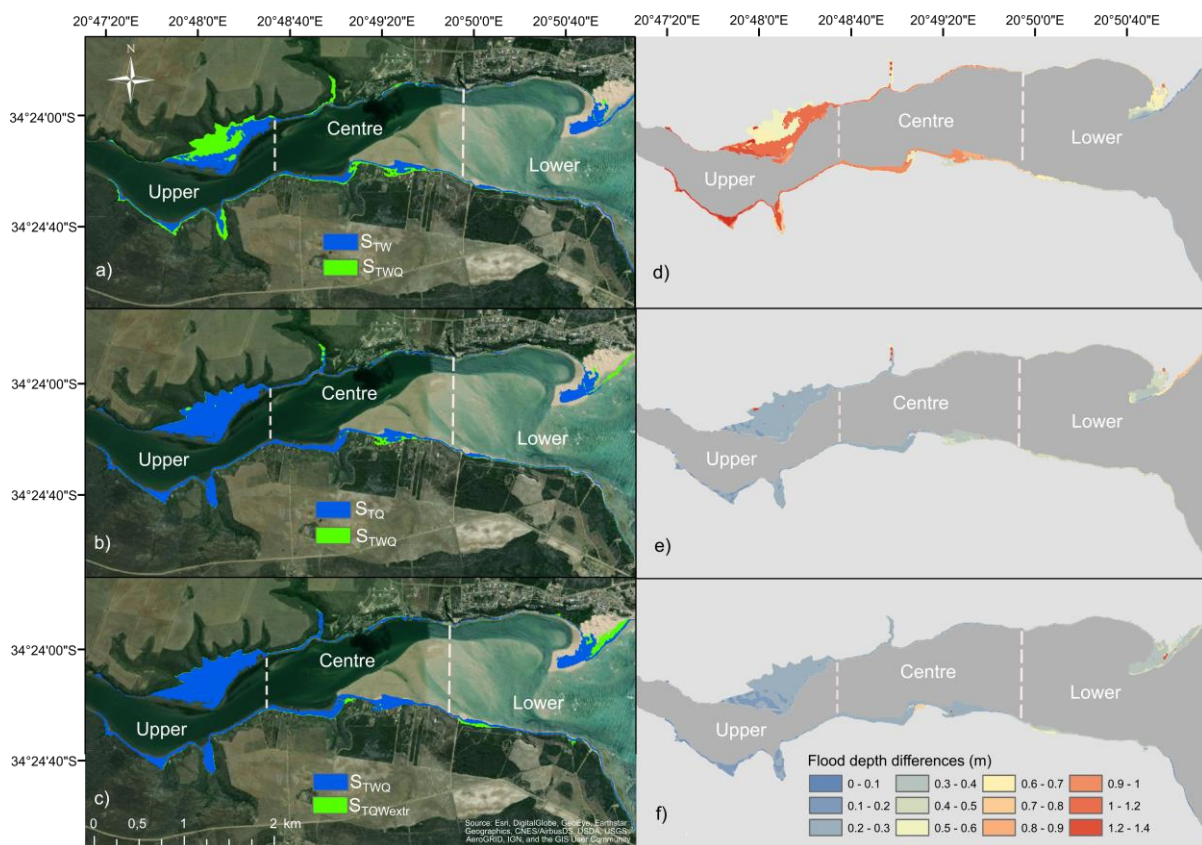 20°47'20"E 20°48'0"E 20°48'40"E 20°49'20"E 20°50'0"E 20°50'40"E
20°47'20"E 20°48'0"E 20°48'40"E 20°49'20"E 20°50'0"E 20°50'40"E
N
34°24'00"S
34°24'40"S
Upper
Centre
Lower
STW
STWQ
a)
Upper
Centre
Lower
d)
34°24'00"S
34°24'40"S
Upper
Centre
Lower
STQ
STWQ
b)
Upper
Centre
Lower
e)
34°24'00"S
34°24'40"S
Upper
Centre
Lower
STWQ
STQWextr
c)
0 0,5 1 2 km
Source: Esri, DigitalGlobe, GeoEye, Earthstar
Geographics, CNES/AirbusDS, USDA, USGS,
AeroGRID, IGN, and the GIS User Community
Upper
Centre
Lower
f)
Flood depth differences (m)
0 - 0.1 0.3 - 0.4 0.6 - 0.7 0.9 - 1
0.1 - 0.2 0.4 - 0.5 0.7 - 0.8 1 - 1.2
0.2 - 0.3 0.5 - 0.6 0.8 - 0.9 1.2 - 1.4